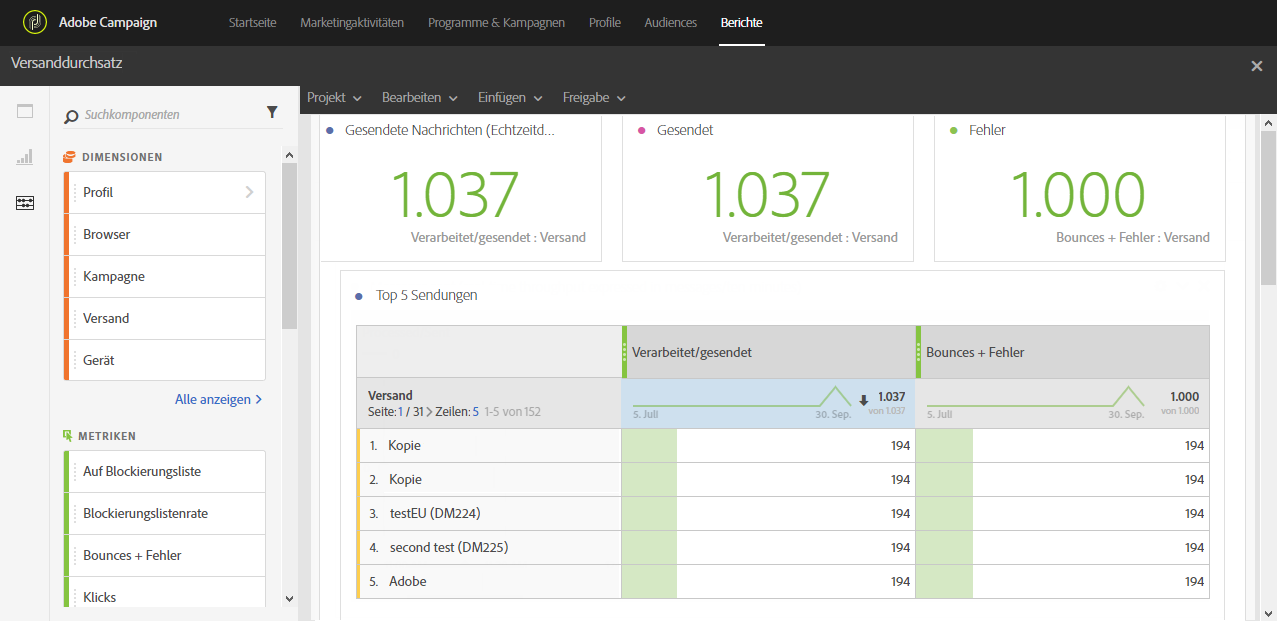 Adobe Campaign Startseite Marketingaktivitäten Programme & Kampagnen Profile Audiences Berichte
Versanddurchsatz
Projekt Bearbeiten Einfügen Freigabe
Suchkomponenten
DIMENSIONEN
Profil
Browser
Kampagne
Versand
Gerät
Alle anzeigen
METRIKEN
Auf Blockierungsliste
Blockierungslistenrate
Bounces + Fehler
Klicks
Gesendete Nachrichten (Echtzeitd...
1.037
Verarbeitet/gesendet : Versand
Gesendet
1.037
Verarbeitet/gesendet : Versand
Fehler
1.000
Bounces + Fehler : Versand
Top 5 Sendungen
Verarbeitet/gesendet Bounces + Fehler
Versand
Seite: 1 / 31 Zeilen: 5 1-5 von 152
5. Juli 30. Sep. 1.037
von 1.037
5. Juli 30. Sep. 1.000
von 1.000
1. Kopie 194 194
2. Kopie 194 194
3. testEU (DM224) 194 194
4. second test (DM225) 194 194
5. Adobe 194 194